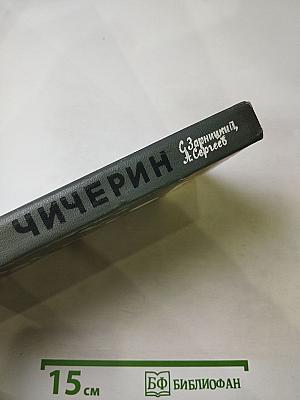 С. Зарницкий,
А. Сергеев
ЧИЧЕРИН
15 см
БФ БИБЛИОФАН